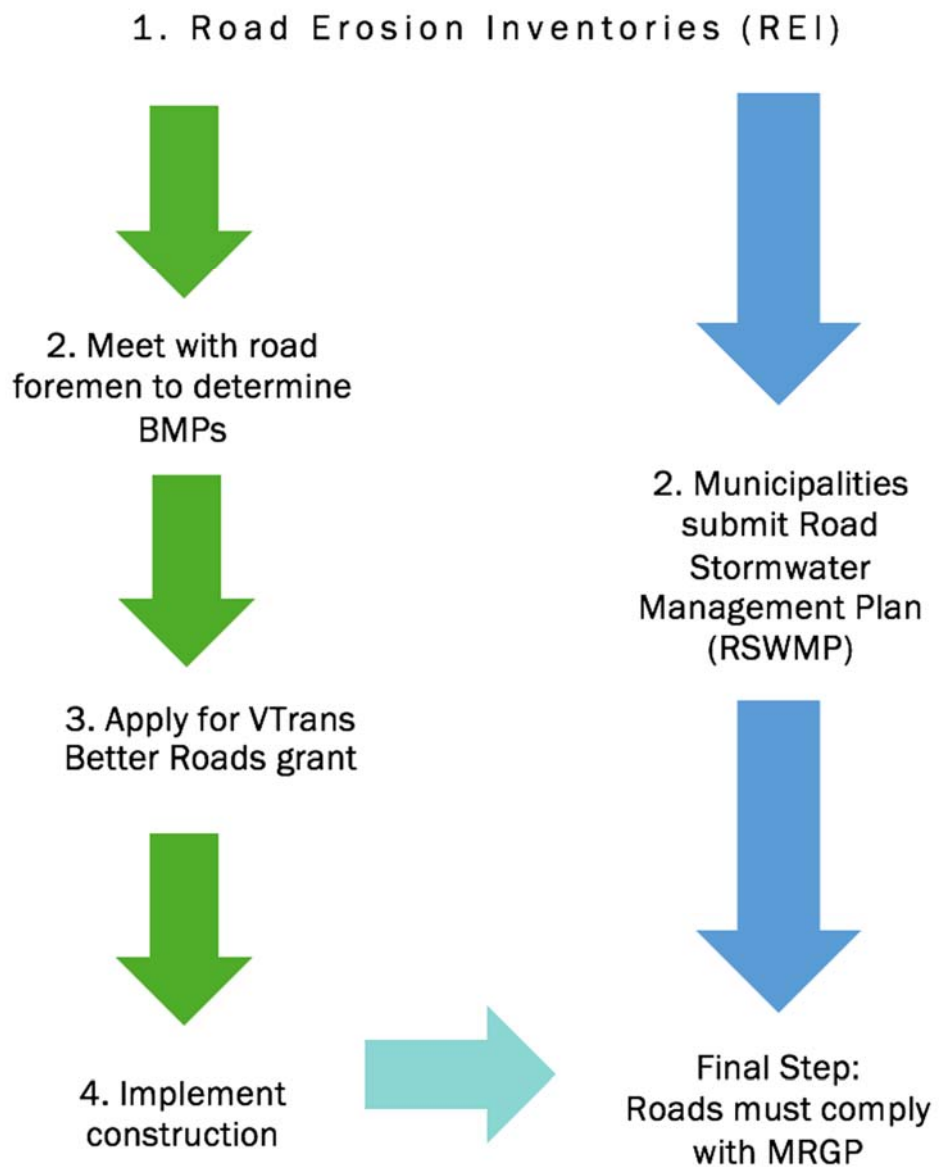 1. Road Erosion Inventories (REI)
2. Meet with road
foremen to determine
BMPs
3. Apply for VTrans
Better Roads grant
4. Implement
construction
2. Municipalities
submit Road
Stormwater
Management Plan
(RSWMP)
Final Step:
Roads must comply
with MRGP